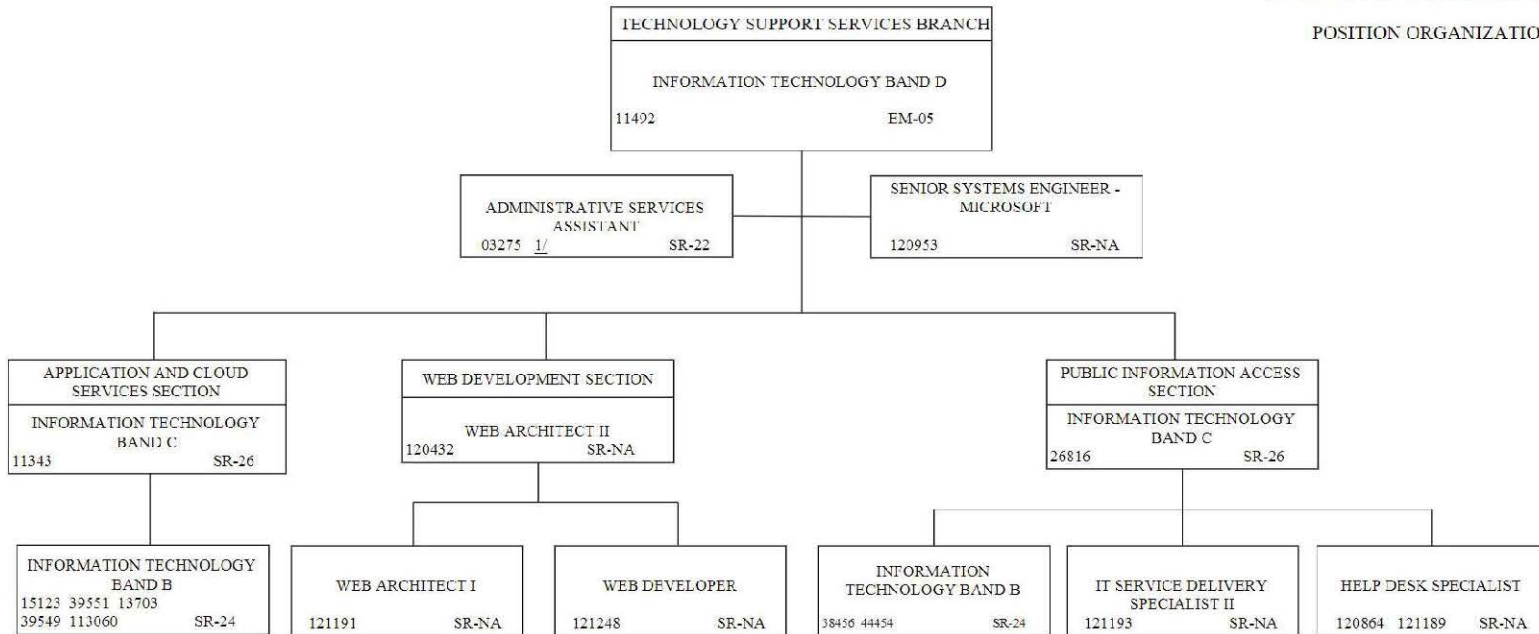 POSITION ORGANIZATIO
TECHNOLOGY SUPPORT SERVICES BRANCH
INFORMATION TECHNOLOGY BAND D
11492 EM-05
ADMINISTRATIVE SERVICES
ASSISTANT
03275 1/ SR-22
SENIOR SYSTEMS ENGINEER -
MICROSOFT
120953 SR-NA
APPLICATION AND CLOUD
SERVICES SECTION
INFORMATION TECHNOLOGY
BAND C
11343 SR-26
WEB DEVELOPMENT SECTION
WEB ARCHITECT II
120432 SR-NA
PUBLIC INFORMATION ACCESS
SECTION
INFORMATION TECHNOLOGY
BAND C
26816 SR-26
INFORMATION TECHNOLOGY
BAND B
15123 39551 13703
39549 113060 SR-24
WEB ARCHITECT I
121191 SR-NA
WEB DEVELOPER
121248 SR-NA
INFORMATION
TECHNOLOGY BAND B
38456 44454 SR-24
IT SERVICE DELIVERY
SPECIALIST II
121193 SR-NA
HELP DESK SPECIALIST
120864 121189 SR-NA